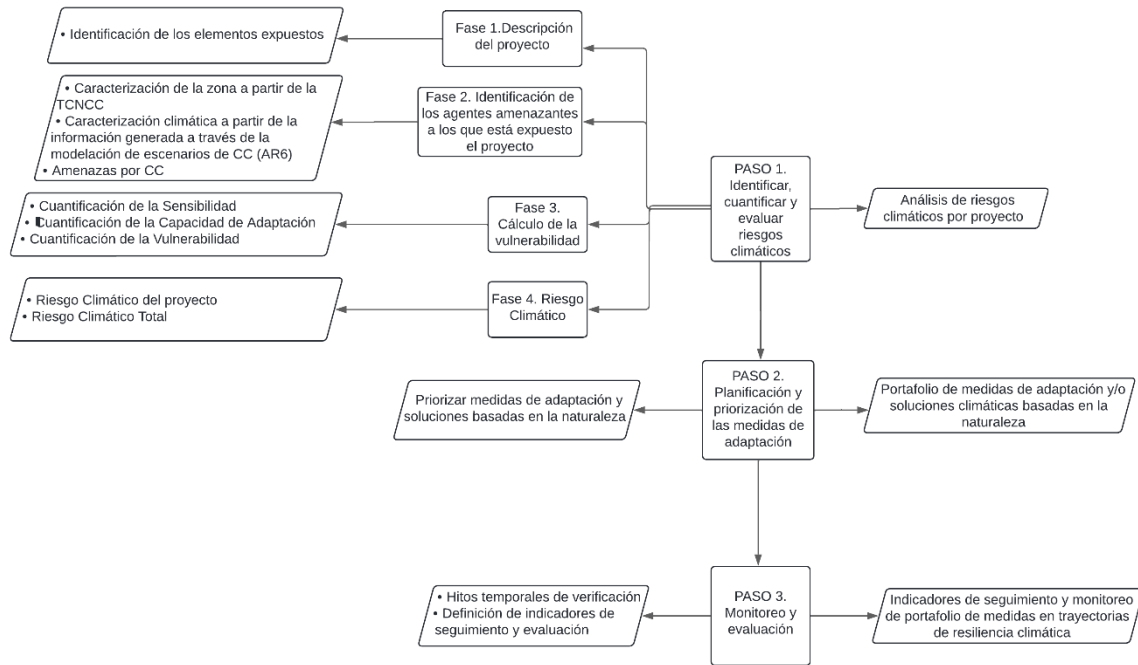 • Identificación de los elementos expuestos
Fase 1.Descripción
del proyecto
• Caracterización de la zona a partir de la
TCNCC
• Caracterización climática a partir de la
información generada a través de la
modelación de escenarios de CC (AR6)
• Amenazas por CC
Fase 2. Identificación de
los agentes amenazantes
a los que está expuesto
el proyecto
• Cuantificación de la Sensibilidad
• Cuantificación de la Capacidad de Adaptación
• Cuantificación de la Vulnerabilidad
Fase 3.
Cálculo de la
vulnerabilidad
• Riesgo Climático del proyecto
• Riesgo Climático Total
Fase 4. Riesgo
Climático
PASO 1.
Identificar,
cuantificar y
evaluar
riesgos
climáticos
Análisis de riesgos
climáticos por proyecto
Priorizar medidas de adaptación y
soluciones basadas en la naturaleza
PASO 2.
Planificación y
priorización de
las medidas de
adaptación
Portafolio de medidas de adaptación y/o
soluciones climáticas basadas en la
naturaleza
• Hitos temporales de verificación
• Definición de indicadores de
seguimiento y evaluación
PASO 3.
Monitoreo y
evaluación
Indicadores de seguimiento y monitoreo
de portafolio de medidas en trayectorias
de resiliencia climática